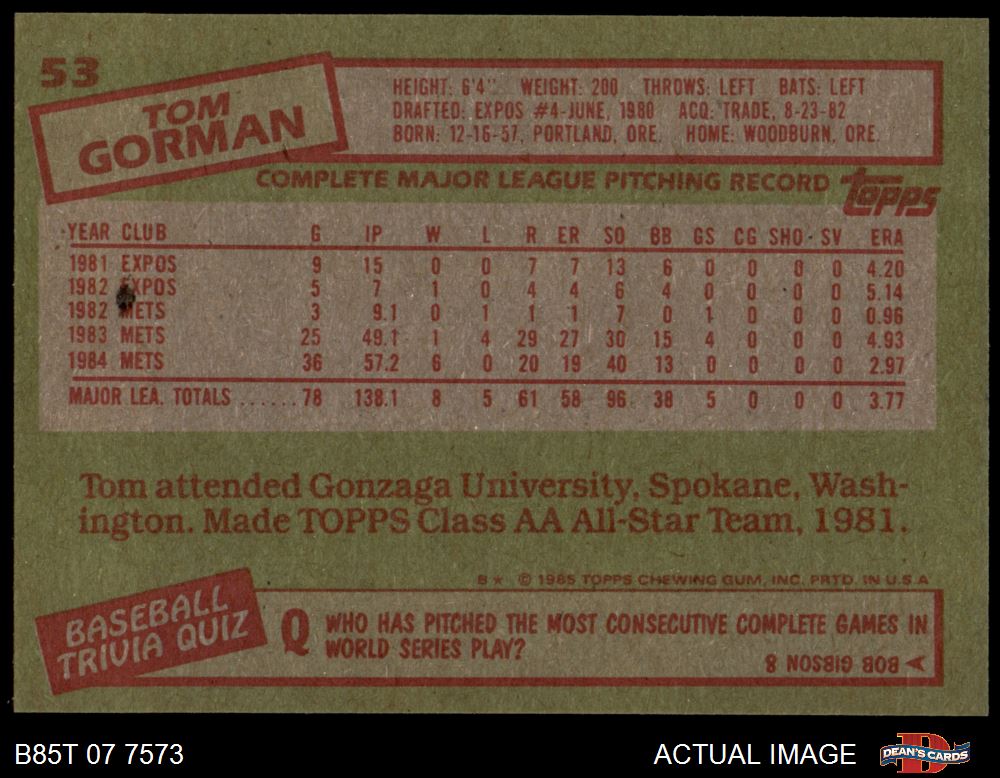 53
TOM
GORMAN
HEIGHT: 6'4" WEIGHT: 200 THROWS: LEFT BATS: LEFT
DRAFTED: EXPOS #4-JUNE, 1980 ACQ: TRADE, 8-23-82
BORN: 12-16-57, PORTLAND, ORE. HOME: WOODBURN, ORE.
COMPLETE MAJOR LEAGUE PITCHING RECORD topps
YEAR CLUB G IP W L R ER SO BB GS CG SHO SV ERA
1981 EXPOS 9 15 0 0 7 7 13 6 0 0 0 0 4.20
1982 EXPOS 5 7 1 0 4 4 6 4 0 0 0 0 5.14
1982 METS 3 9.1 0 1 1 1 7 0 1 0 0 0 0.96
1983 METS 25 49.1 1 4 29 27 30 15 4 0 0 0 4.93
1984 METS 36 57.2 6 0 20 19 40 13 0 0 0 0 2.97
MAJOR LEA. TOTALS ...... 78 138.1 8 5 61 58 96 38 5 0 0 0 3.77
Tom attended Gonzaga University, Spokane, Wash-
ington. Made TOPPS Class AA All-Star Team, 1981.
B★ © 1985 TOPPS CHEWING GUM, INC. PRTD. IN U.S.A
BASEBALL
TRIVIA QUIZ
Q WHO HAS PITCHED THE MOST CONSECUTIVE COMPLETE GAMES IN
WORLD SERIES PLAY?
A BOB GIBSON 8
B85T 07 7573
ACTUAL IMAGE
DEAN'S CARDS